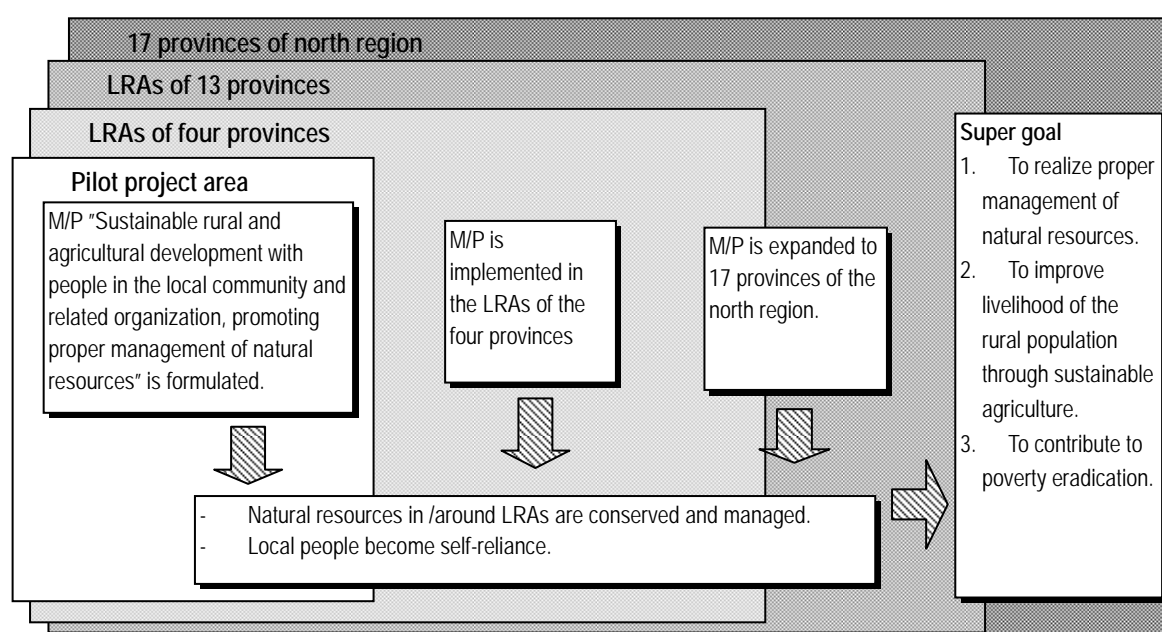 17 provinces of north region
LRAs of 13 provinces
LRAs of four provinces
Pilot project area
M/P "Sustainable rural and
agricultural development with
people in the local community and
related organization, promoting
proper management of natural
resources" is formulated.
M/P is
implemented in
the LRAs of the
four provinces
M/P is expanded to
17 provinces of the
north region.
Super goal
1. To realize proper
management of
natural resources.
2. To improve
livelihood of the
rural population
through sustainable
agriculture.
3. To contribute to
poverty eradication.
- Natural resources in /around LRAs are conserved and managed.
- Local people become self-reliance.